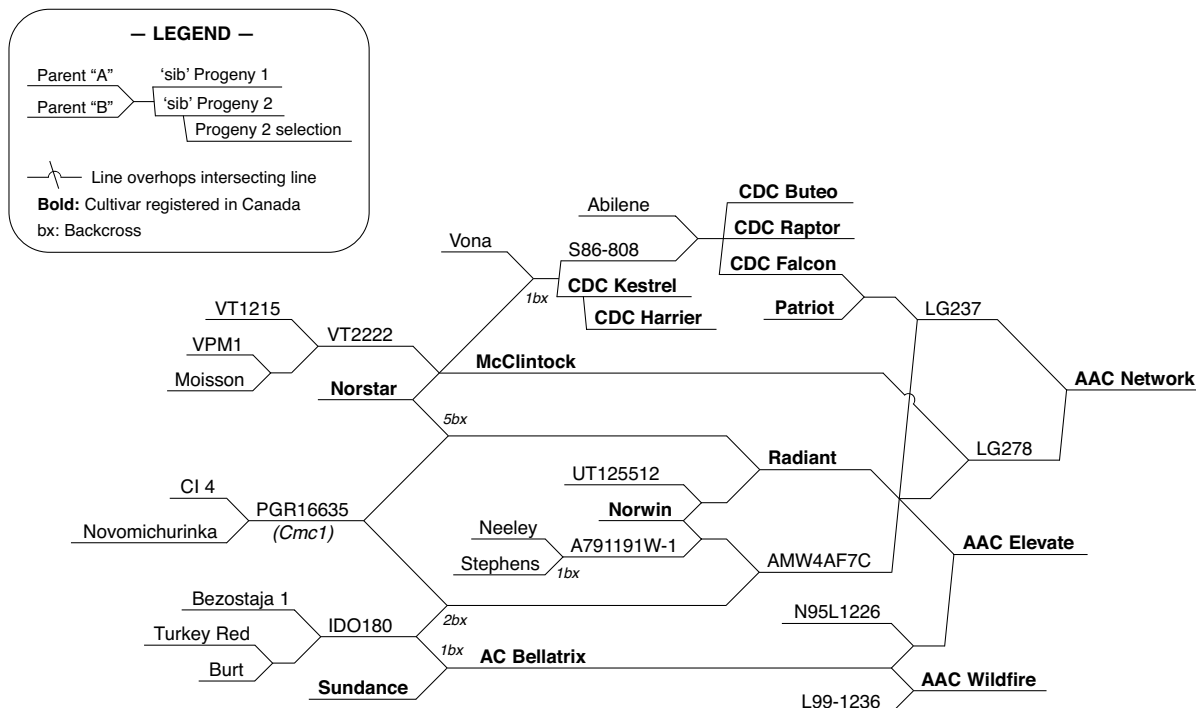 — LEGEND —
Parent “A”
‘sib’ Progeny 1
Parent “B”
‘sib’ Progeny 2
Progeny 2 selection
Line overhops intersecting line
Bold: Cultivar registered in Canada
bx: Backcross
CDC Buteo
Abilene
CDC Raptor
Vona
S86-808
CDC Falcon
CDC Kestrel
1bx
VT1215
Patriot
LG237
CDC Harrier
VPM1
VT2222
Moisson
McClintock
Norstar
AAC Network
5bx
LG278
Radiant
UT125512
CI 4
PGR16635
Norwin
(Cmc1)
Novomichurinka
Neeley
A791191W-1
AAC Elevate
Stephens
1bx
AMW4AF7C
Bezostaja 1
N95L1226
IDO180
2bx
Turkey Red
1bx
AC Bellatrix
Burt
AAC Wildfire
Sundance
L99-1236